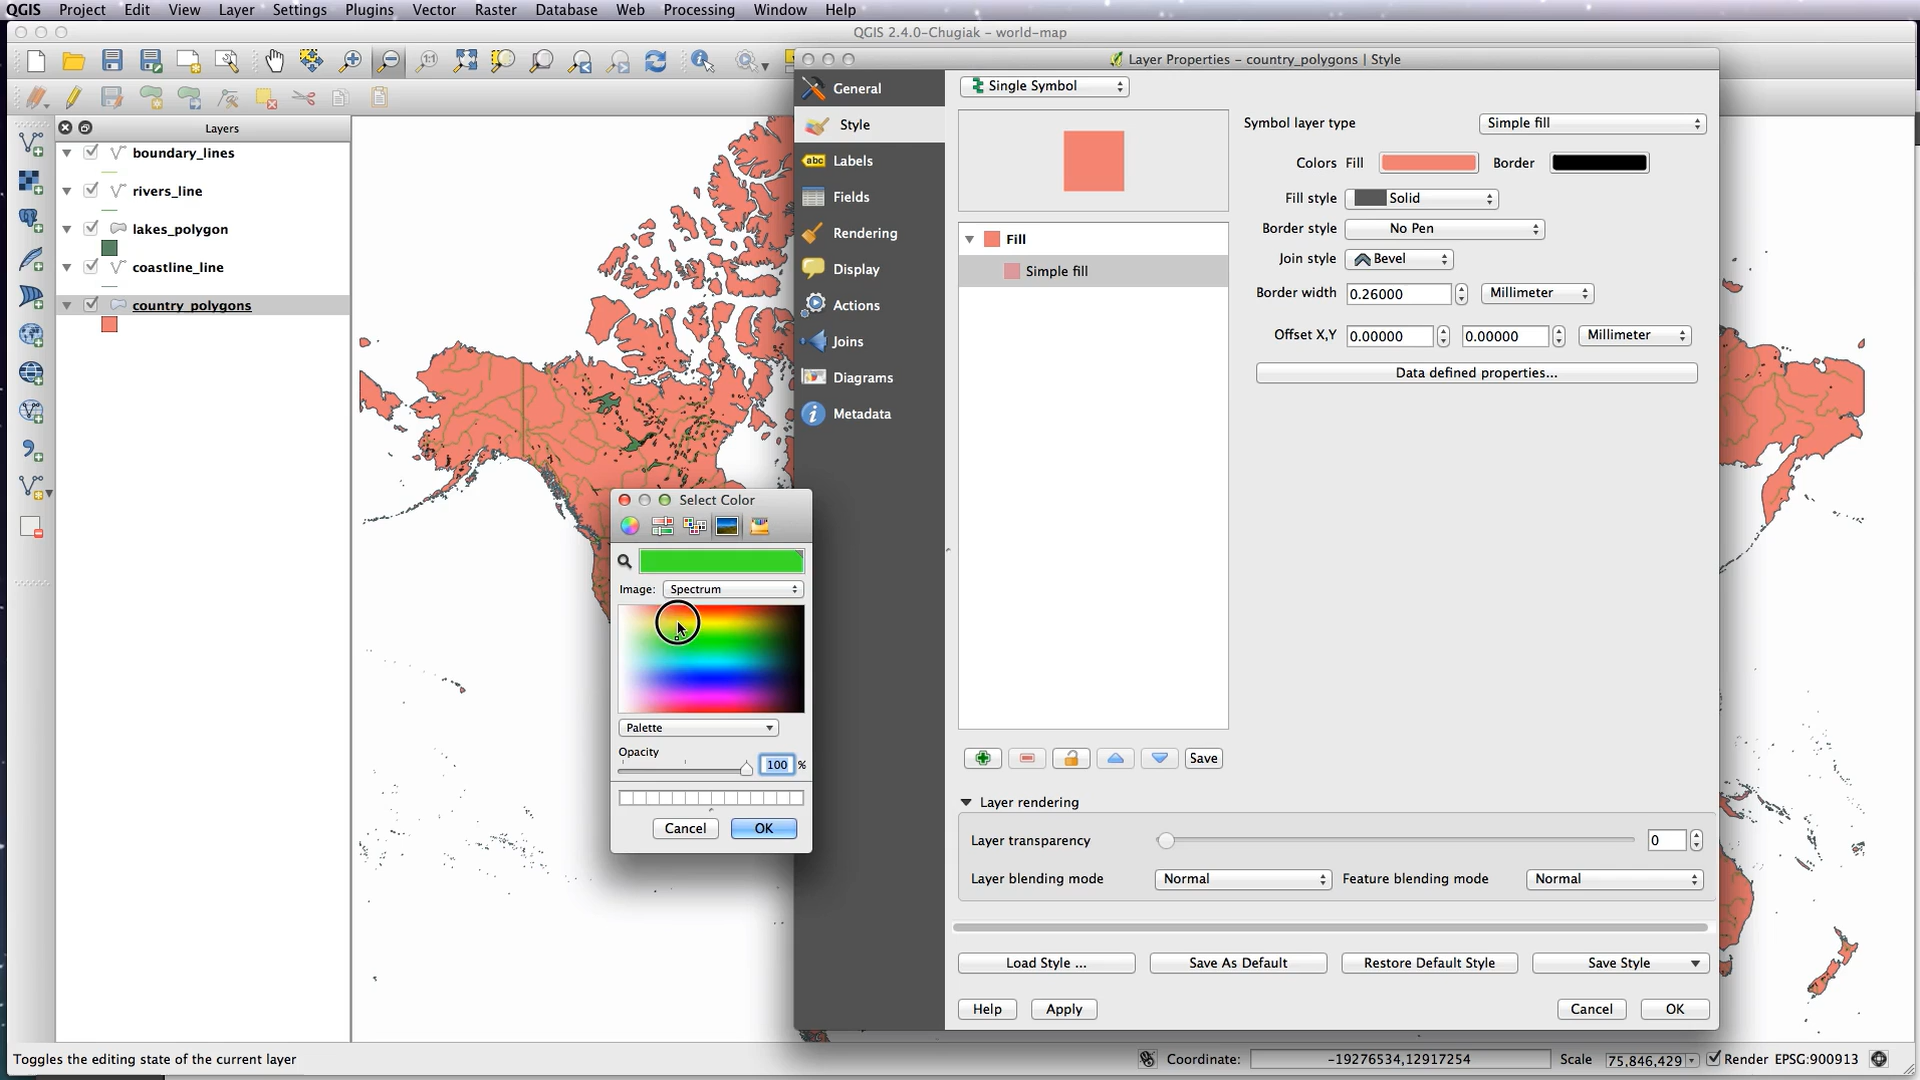 QGIS Project Edit View Layer Settings Plugins Vector Raster Database Web Processing Window Help
QGIS 2.4.0-Chugiak - world-map
Layer Properties - country_polygons | Style
Layers
boundary_lines
rivers_line
lakes_polygon
coastline_line
country_polygons
General
Style
abc Labels
Fields
Rendering
Display
Actions
Joins
Diagrams
Metadata
Single Symbol
Fill
Simple fill
Save
Symbol layer type Simple fill
Colors Fill Border
Fill style Solid
Border style No Pen
Join style Bevel
Border width 0.26000 Millimeter
Offset X,Y 0.00000 0.00000 Millimeter
Data defined properties...
Select Color
Image: Spectrum
Palette
Opacity
100 %
Cancel OK
Layer rendering
Layer transparency 0
Layer blending mode Normal Feature blending mode Normal
Load Style ... Save As Default Restore Default Style Save Style
Help Apply Cancel OK
Toggles the editing state of the current layer Coordinate: -19276534,12917254 Scale 75,846,429 Render EPSG:900913